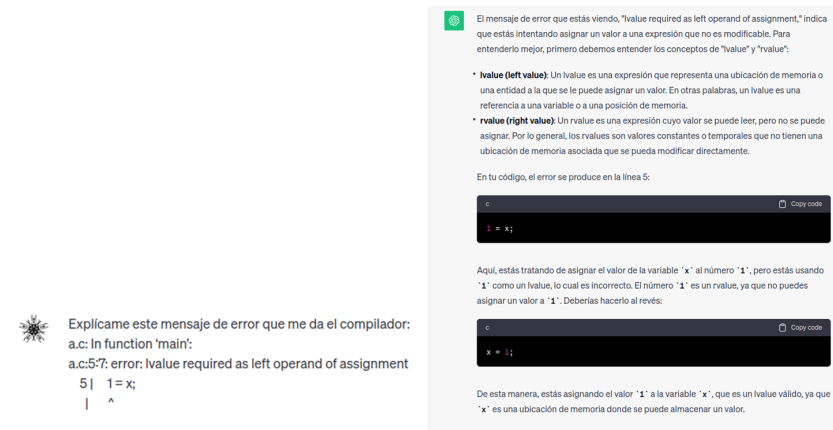 Explícame este mensaje de error que me da el compilador:
a.c: In function ‘main’:
a.c:5:7: error: lvalue required as left operand of assignment
5 | 1 = x;
| ^
El mensaje de error que estás viendo, "lvalue required as left operand of assignment," indica
que estás intentando asignar un valor a una expresión que no es modificable. Para
entenderlo mejor, primero debemos entender los conceptos de "lvalue" y "rvalue":
• lvalue (left value): Un lvalue es una expresión que representa una ubicación de memoria o
una entidad a la que se le puede asignar un valor. En otras palabras, un lvalue es una
referencia a una variable o a una posición de memoria.
• rvalue (right value): Un rvalue es una expresión cuyo valor se puede leer, pero no se puede
asignar. Por lo general, los rvalues son valores constantes o temporales que no tienen una
ubicación de memoria asociada que se pueda modificar directamente.
En tu código, el error se produce en la línea 5:
c Copy code
1 = x;
Aquí, estás tratando de asignar el valor de la variable `x` al número `1`, pero estás usando
`1` como un lvalue, lo cual es incorrecto. El número `1` es un rvalue, ya que no puedes
asignar un valor a `1`. Deberías hacerlo al revés:
c Copy code
x = 1;
De esta manera, estás asignando el valor `1` a la variable `x`, que es un lvalue válido, ya que
`x` es una ubicación de memoria donde se puede almacenar un valor.